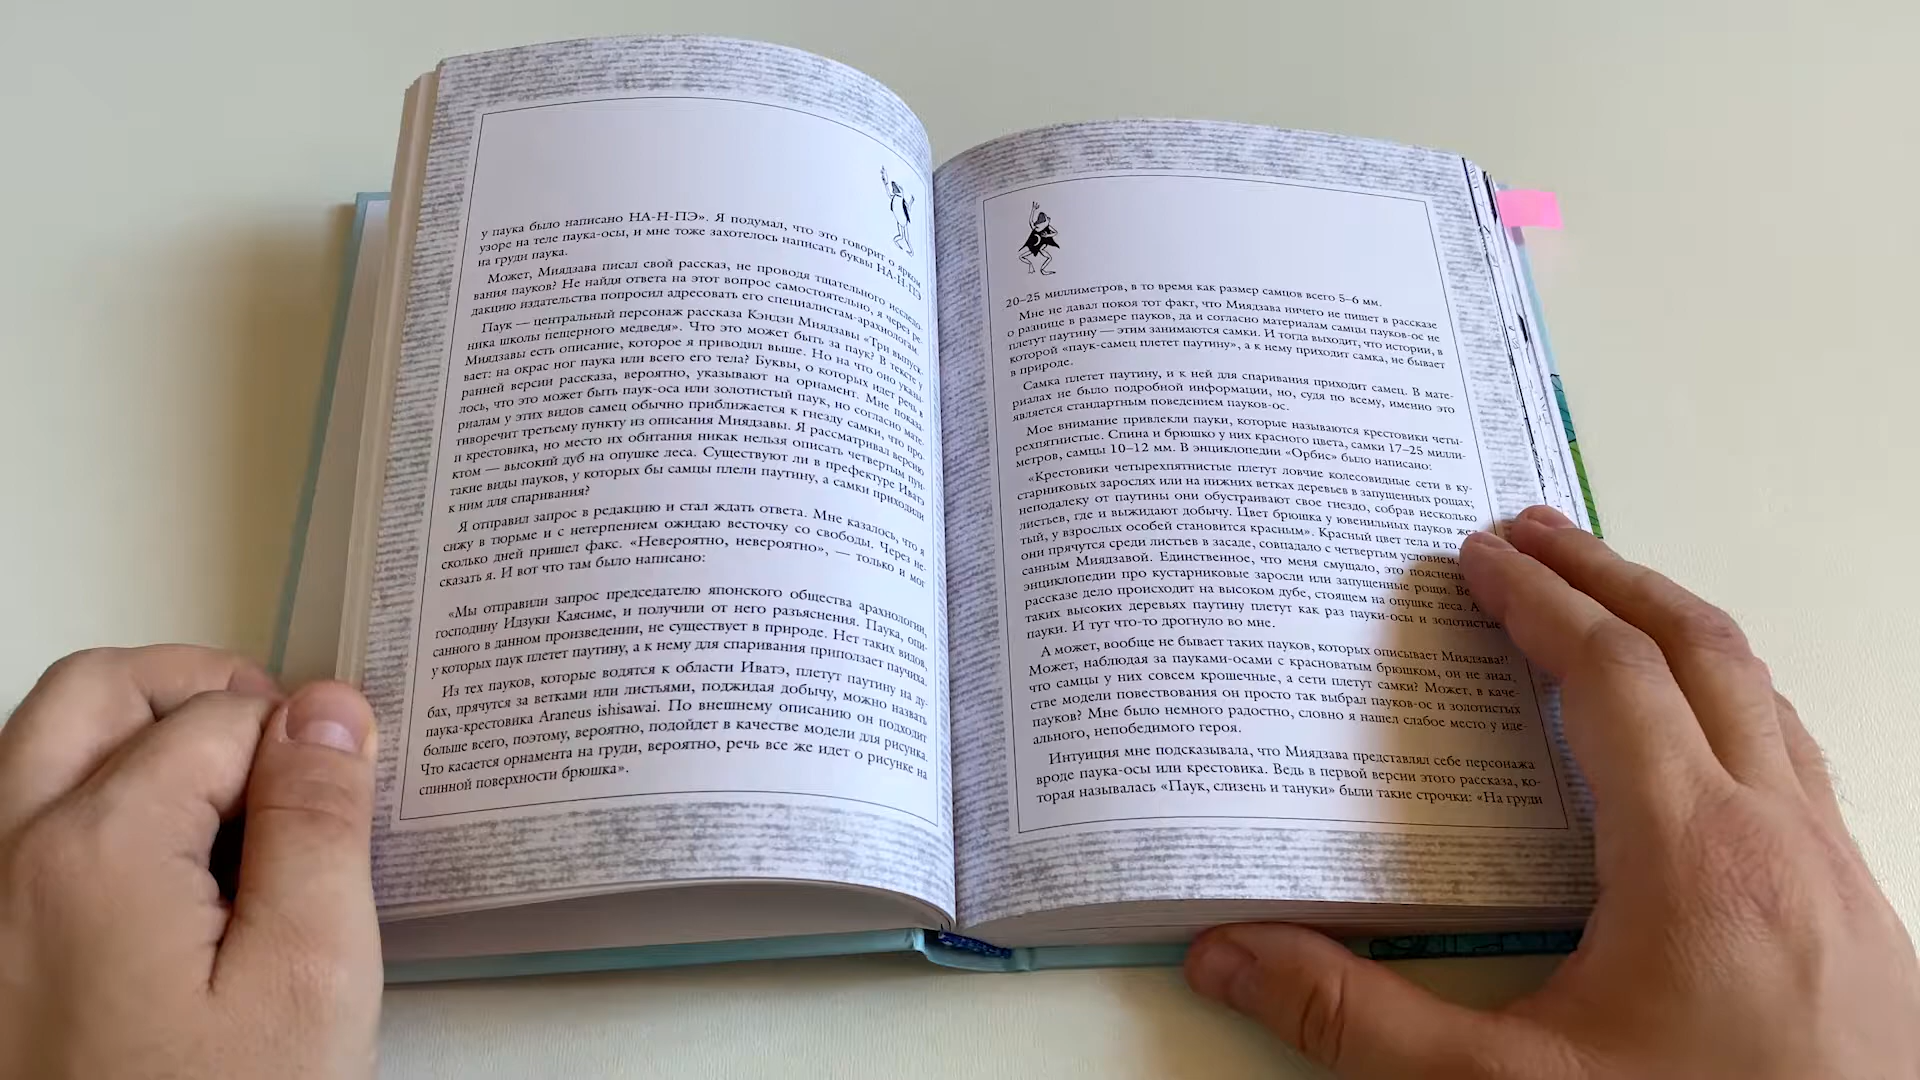 20–25 миллиметров, в то время как размер самцов всего 5–6 мм.
Мне не давал покоя тот факт, что Миядзава ничего не пишет в рассказе
о разнице в размере пауков, да и согласно материалам самцы пауков-ос не
плетут паутину — этим занимаются самки. И тогда выходит, что истории, в
которой «паук-самец плетет паутину», а к нему приходит самка, не бывает
в природе.
Самка плетет паутину, и к ней для спаривания приходит самец. В мате-
риалах не было подробной информации, но, судя по всему, именно это
является стандартным поведением пауков-ос.
Мое внимание привлекли пауки, которые называются крестовики четы-
рехпятнистые. Спина и брюшко у них красного цвета, самки 17–25 милли-
метров, самцы 10–12 мм. В энциклопедии «Орбис» было написано:
«Крестовики четырехпятнистые плетут ловчие колесовидные сети в ку-
старниковых зарослях или на нижних ветках деревьев в запущенных рощах;
неподалеку от паутины они обустраивают свое гнездо, собрав несколько
листьев, где и выжидают добычу. Цвет брюшка у ювенильных пауков
тый, у взрослых особей становится красным». Красный цвет тела и то,
они прячутся среди листьев в засаде, совпадало с четвертым условием,
санным Миядзавой. Единственное, что меня смущало, это
энциклопедии про кустарниковые заросли или запущенные рощи.
рассказе дело происходит на высоком дубе, стоящем на опушке леса.
таких высоких деревьях паутину плетут как раз пауки-осы и золотистые
пауки. И тут что-то дрогнуло во мне.
А может, вообще не бывает таких пауков, которых описывает Миядзава?!
Может, наблюдая за пауками-осами с красноватым брюшком, он не знал,
что самцы у них совсем крошечные, а сети плетут самки? Может, в каче-
стве модели повествования он просто так выбрал пауков-ос и золотистых
пауков? Мне было немного радостно, словно я нашел слабое место у иде-
ального, непобедимого героя.
Интуиция мне подсказывала, что Миядзава представлял себе персонажа
вроде паука-осы или крестовика. Ведь в первой версии этого рассказа, ко-
торая называлась «Паук, слизень и тануки» были такие строчки: «На груди
у паука было написано НА-Н-ПЭ». Я подумал, что это говорит о ярком
узоре на теле паука-осы, и мне тоже захотелось написать буквы НА-Н-ПЭ
на груди паука.
Может, Миядзава писал свой рассказ, не проводя тщательного исследо-
вания пауков? Не найдя ответа на этот вопрос самостоятельно, я через ре-
дакцию издательства попросил адресовать его специалистам-арахнологам.
Паук — центральный персонаж рассказа Кэндзи Миядзавы «Три выпуск-
ника школы пещерного медведя». Что это может быть за паук? В тексте у
Миядзавы есть описание, которое я приводил выше. Но на что оно указы-
вает: на окрас ног паука или всего его тела? Буквы, о которых идет речь в
ранней версии рассказа, вероятно, указывают на орнамент. Мне показа-
лось, что это может быть паук-оса или золотистый паук, но согласно мате-
риалам у этих видов самец обычно приближается к гнезду самки, что про-
тиворечит третьему пункту из описания Миядзавы. Я рассматривал версию
и крестовика, но место их обитания никак нельзя описать четвертым пун-
ктом — высокий дуб на опушке леса. Существуют ли в префектуре Иватэ
такие виды пауков, у которых бы самцы плели паутину, а самки приходили
к ним для спаривания?
Я отправил запрос в редакцию и стал ждать ответа. Мне казалось, что я
сижу в тюрьме и с нетерпением ожидаю весточку со свободы. Через не-
сколько дней пришел факс. «Невероятно, невероятно», — только и мог
сказать я. И вот что там было написано:
«Мы отправили запрос председателю японского общества арахнологии,
господину Идзуки Каясиме, и получили от него разъяснения. Паука, опи-
санного в данном произведении, не существует в природе. Нет таких видов,
у которых паук плетет паутину, а к нему для спаривания приползает паучиха.
Из тех пауков, которые водятся к области Иватэ, плетут паутину на ду-
бах, прячутся за ветками или листьями, поджидая добычу, можно назвать
паука-крестовика Araneus ishisawai. По внешнему описанию он подходит
больше всего, поэтому, вероятно, подойдет в качестве модели для рисунка.
Что касается орнамента на груди, вероятно, речь все же идет о рисунке на
спинной поверхности брюшка».